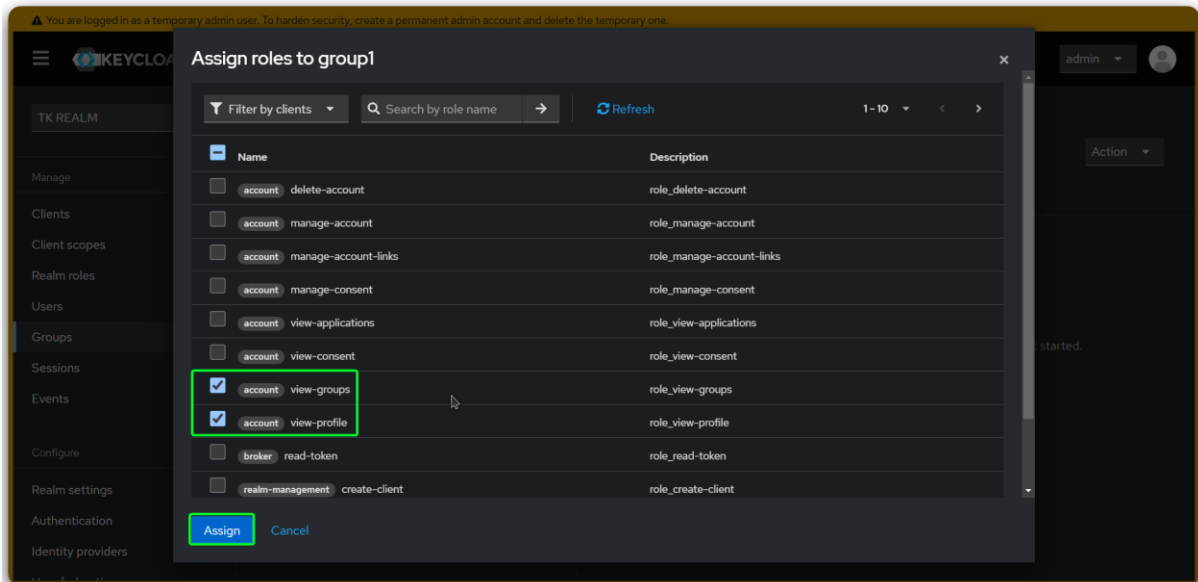 You are logged in as a temporary admin user. To harden security, create a permanent admin account and delete the temporary one.
KEYCLOA
admin
TK REALM
Action
Manage
Clients
Client scopes
Realm roles
Users
Groups
Sessions
Events
Configure
Realm settings
Authentication
Identity providers
started.
Assign roles to group1
Filter by clients
Search by role name
Refresh
1-10
Name Description
account delete-account role_delete-account
account manage-account role_manage-account
account manage-account-links role_manage-account-links
account manage-consent role_manage-consent
account view-applications role_view-applications
account view-consent role_view-consent
account view-groups role_view-groups
account view-profile role_view-profile
broker read-token role_read-token
realm-management create-client role_create-client
Assign Cancel